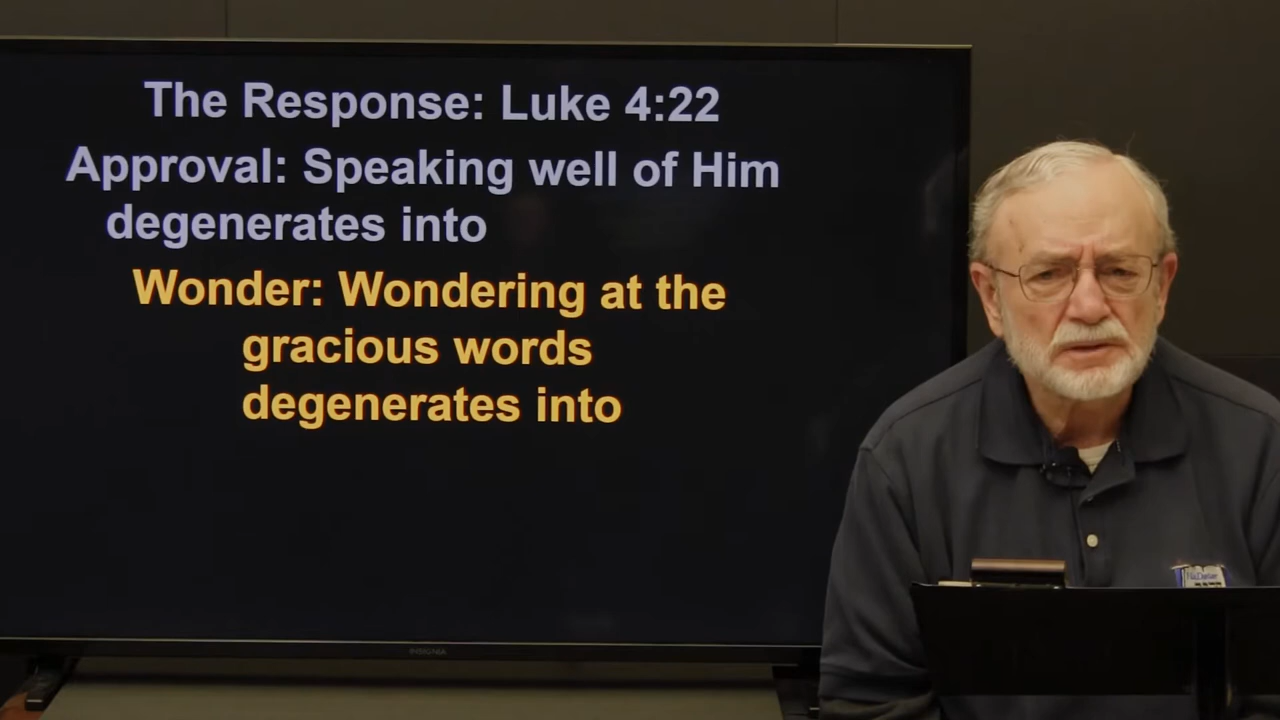 The Response: Luke 4:22
Approval: Speaking well of Him
degenerates into
Wonder: Wondering at the
gracious words
degenerates into
INSIGNIA